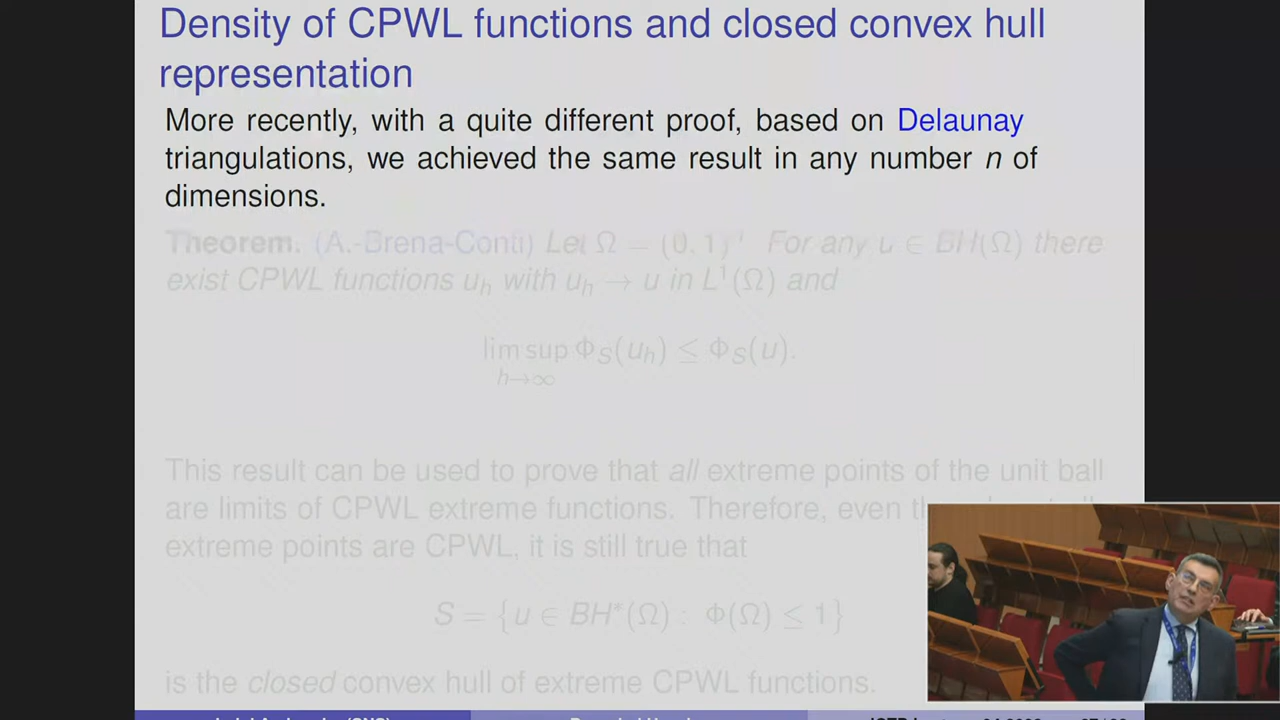 Density of CPWL functions and closed convex hull
representation
More recently, with a quite different proof, based on Delaunay
triangulations, we achieved the same result in any number n of
dimensions.
Theorem. (A.-Brena-Conti) Let Ω = (0, 1) For any u ∈ BH(Ω) there
exist CPWL functions u_h with u_h → u in L¹(Ω) and
lim sup Φ_S(u_h) ≤ Φ_S(u).
h→∞
This result can be used to prove that all extreme points of the unit ball
are limits of CPWL extreme functions. Therefore, even
extreme points are CPWL, it is still true that
S = {u ∈ BH*(Ω) : Φ(Ω) ≤ 1}
is the closed convex hull of extreme CPWL functions.